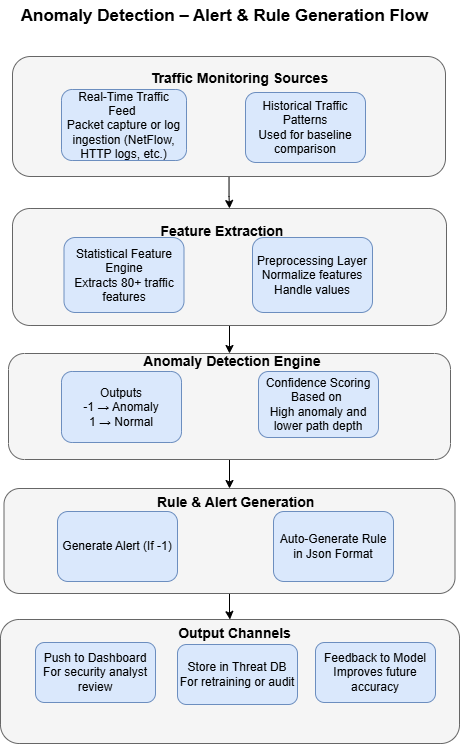 Anomaly Detection – Alert & Rule Generation Flow
Traffic Monitoring Sources
Real-Time Traffic
Feed
Packet capture or log
ingestion (NetFlow,
HTTP logs, etc.)
Historical Traffic
Patterns
Used for baseline
comparison
Feature Extraction
Statistical Feature
Engine
Extracts 80+ traffic
features
Preprocessing Layer
Normalize features
Handle values
Anomaly Detection Engine
Outputs
-1 → Anomaly
1 → Normal
Confidence Scoring
Based on
High anomaly and
lower path depth
Rule & Alert Generation
Generate Alert (If -1)
Auto-Generate Rule
in Json Format
Output Channels
Push to Dashboard
For security analyst
review
Store in Threat DB
For retraining or audit
Feedback to Model
Improves future
accuracy